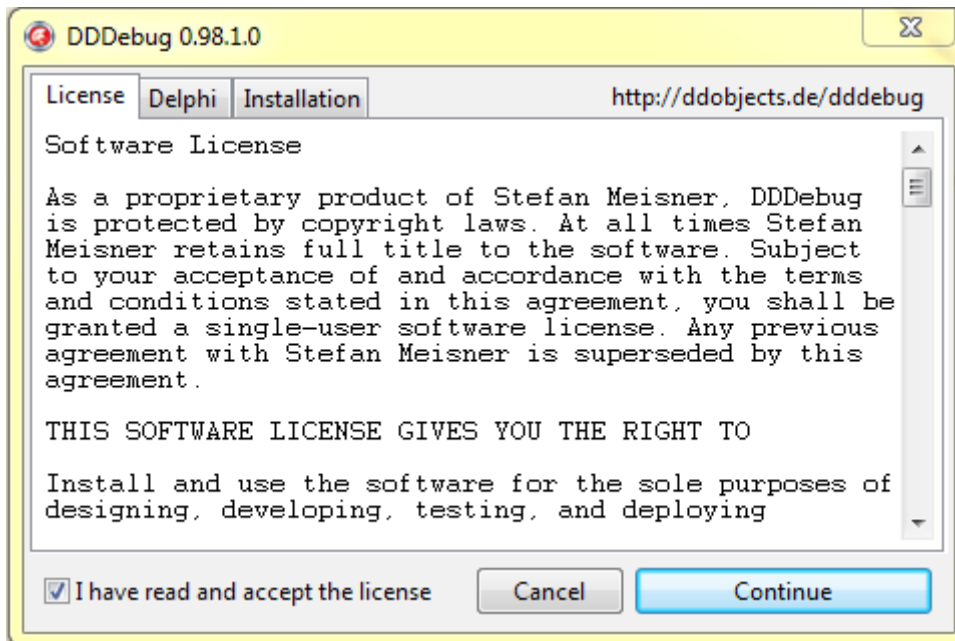 DDDebug 0.98.1.0
License Delphi Installation http://ddobjects.de/dddebug
Software License
As a proprietary product of Stefan Meisner, DDDebug
is protected by copyright laws. At all times Stefan
Meisner retains full title to the software. Subject
to your acceptance of and accordance with the terms
and conditions stated in this agreement, you shall be
granted a single-user software license. Any previous
agreement with Stefan Meisner is superseded by this
agreement.
THIS SOFTWARE LICENSE GIVES YOU THE RIGHT TO
Install and use the software for the sole purposes of
designing, developing, testing, and deploying
I have read and accept the license Cancel Continue